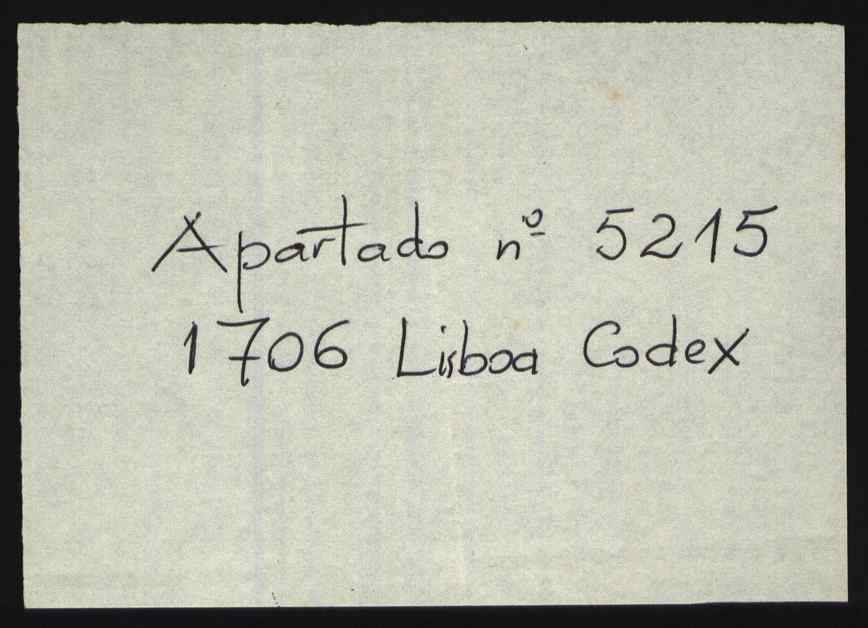 Apartado nº 5215
1706 Lisboa Codex